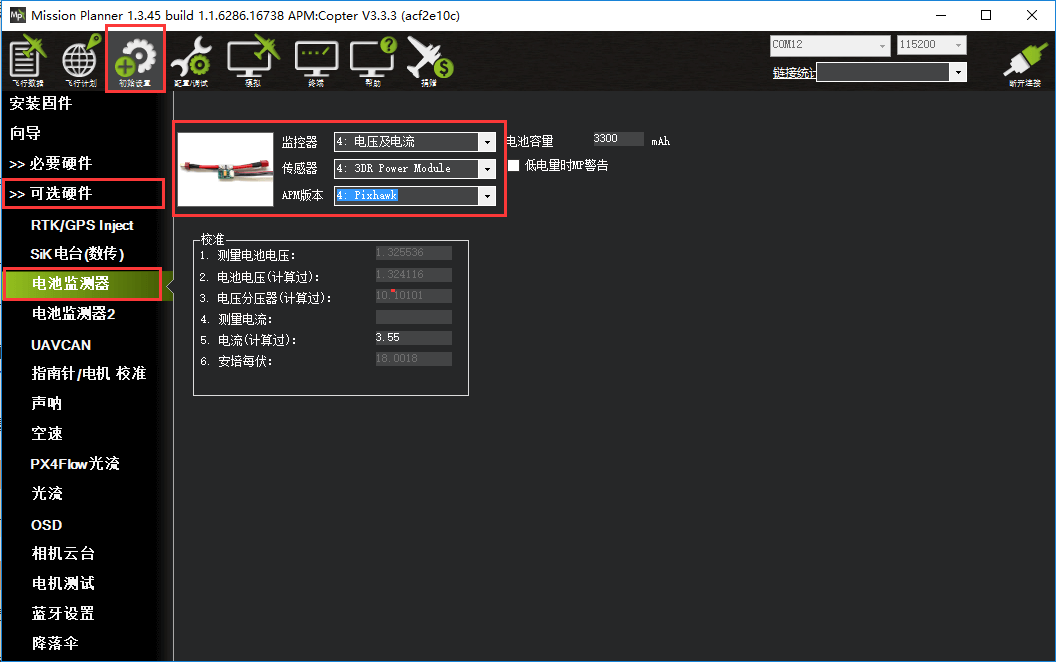 Mission Planner 1.3.45 build 1.1.6286.16738 APM:Copter V3.3.3 (acf2e10c)
飞行数据 飞行计划 初始设置 配置/调试 模拟 终端 帮助 捐赠
COM12 115200
链接统计
断开连接
安装固件
向导
>> 必要硬件
>> 可选硬件
RTK/GPS Inject
SiK电台(数传)
电池监测器
电池监测器2
UAVCAN
指南针/电机 校准
声呐
空速
PX4Flow光流
光流
OSD
相机云台
电机测试
蓝牙设置
降落伞
监控器 4: 电压及电流
传感器 4: 3DR Power Module
APM版本 4: Pixhawk
电池容量 3300 mAh
低电量时MP警告
校准
1. 测量电池电压: 1.325536
2. 电池电压(计算过): 1.324116
3. 电压分压器(计算过): 10.10101
4. 测量电流:
5. 电流(计算过): 3.55
6. 安培每伏: 18.0018